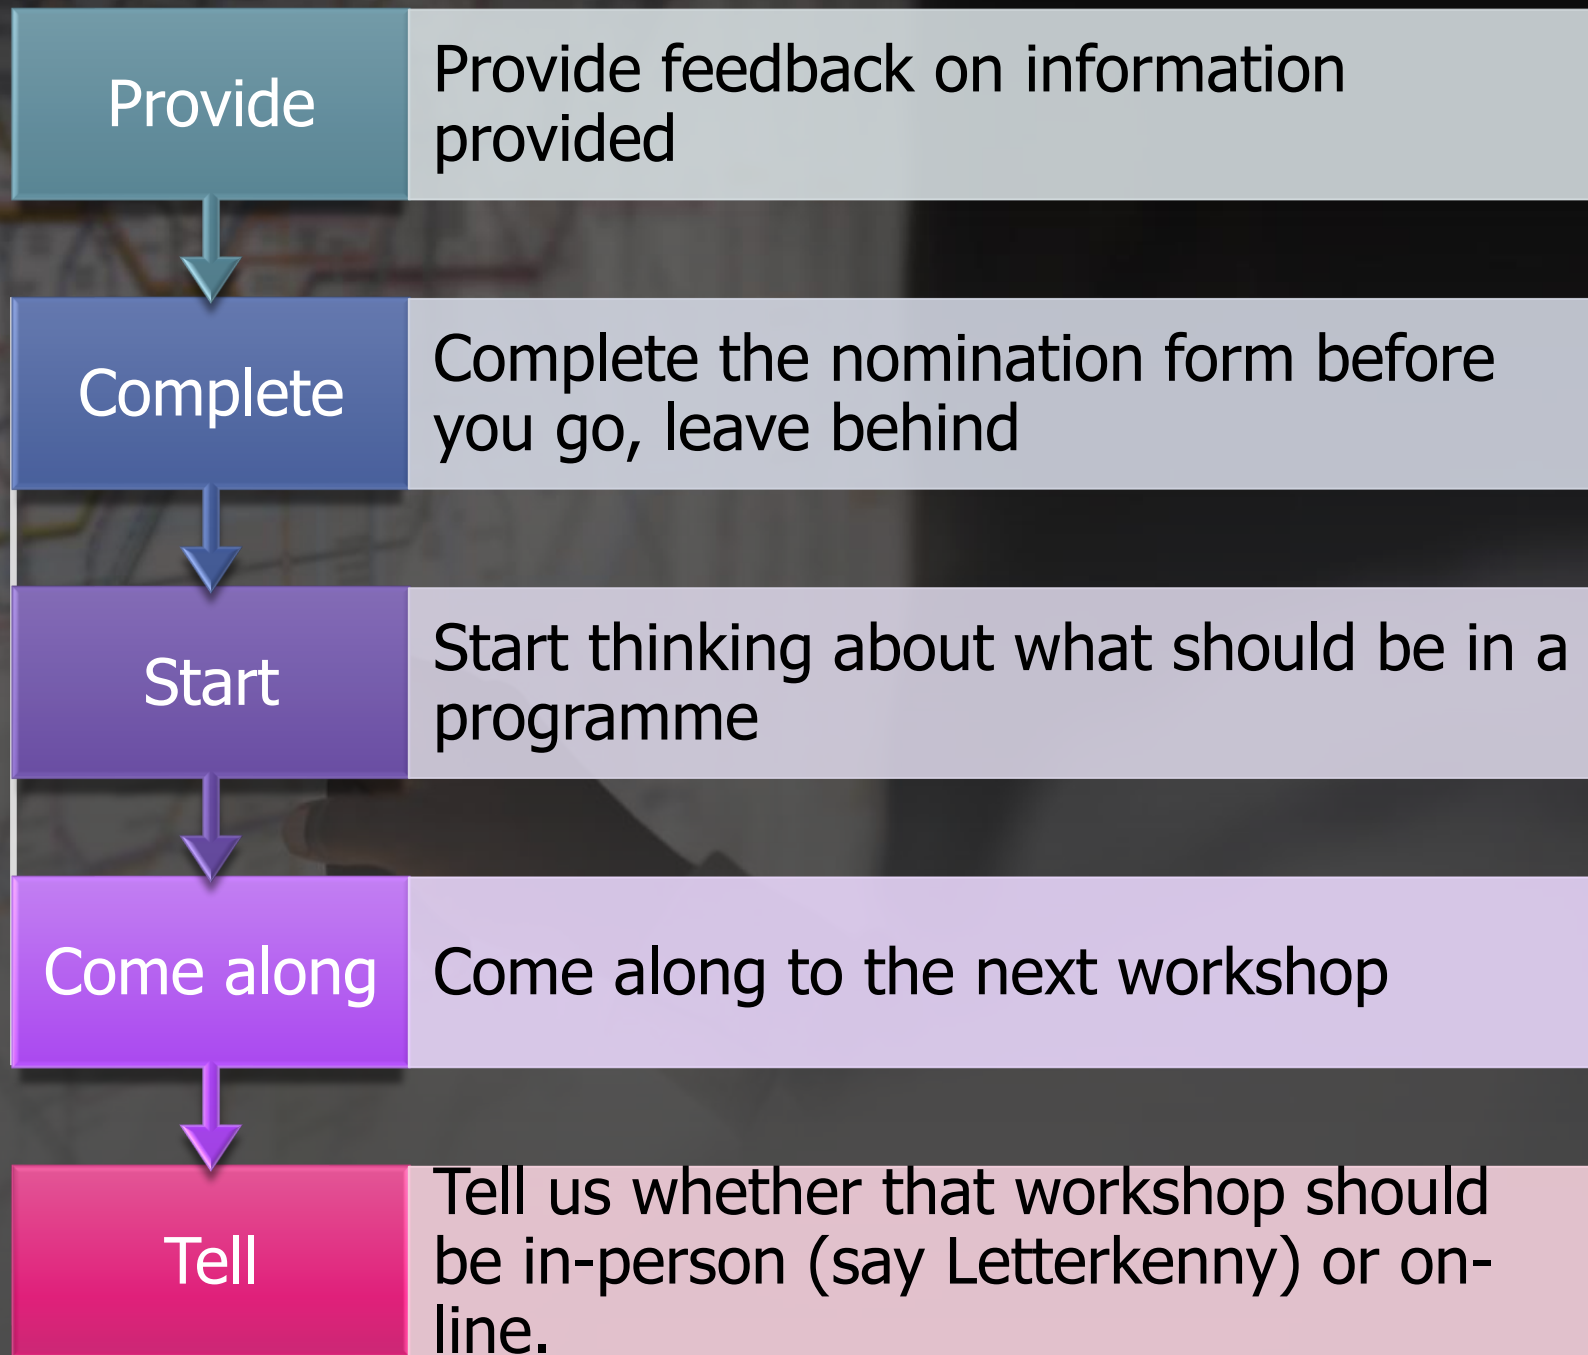 Provide
Provide feedback on information
provided
Complete
Complete the nomination form before
you go, leave behind
Start
Start thinking about what should be in a
programme
Come along
Come along to the next workshop
Tell
Tell us whether that workshop should
be in-person (say Letterkenny) or on-
line.